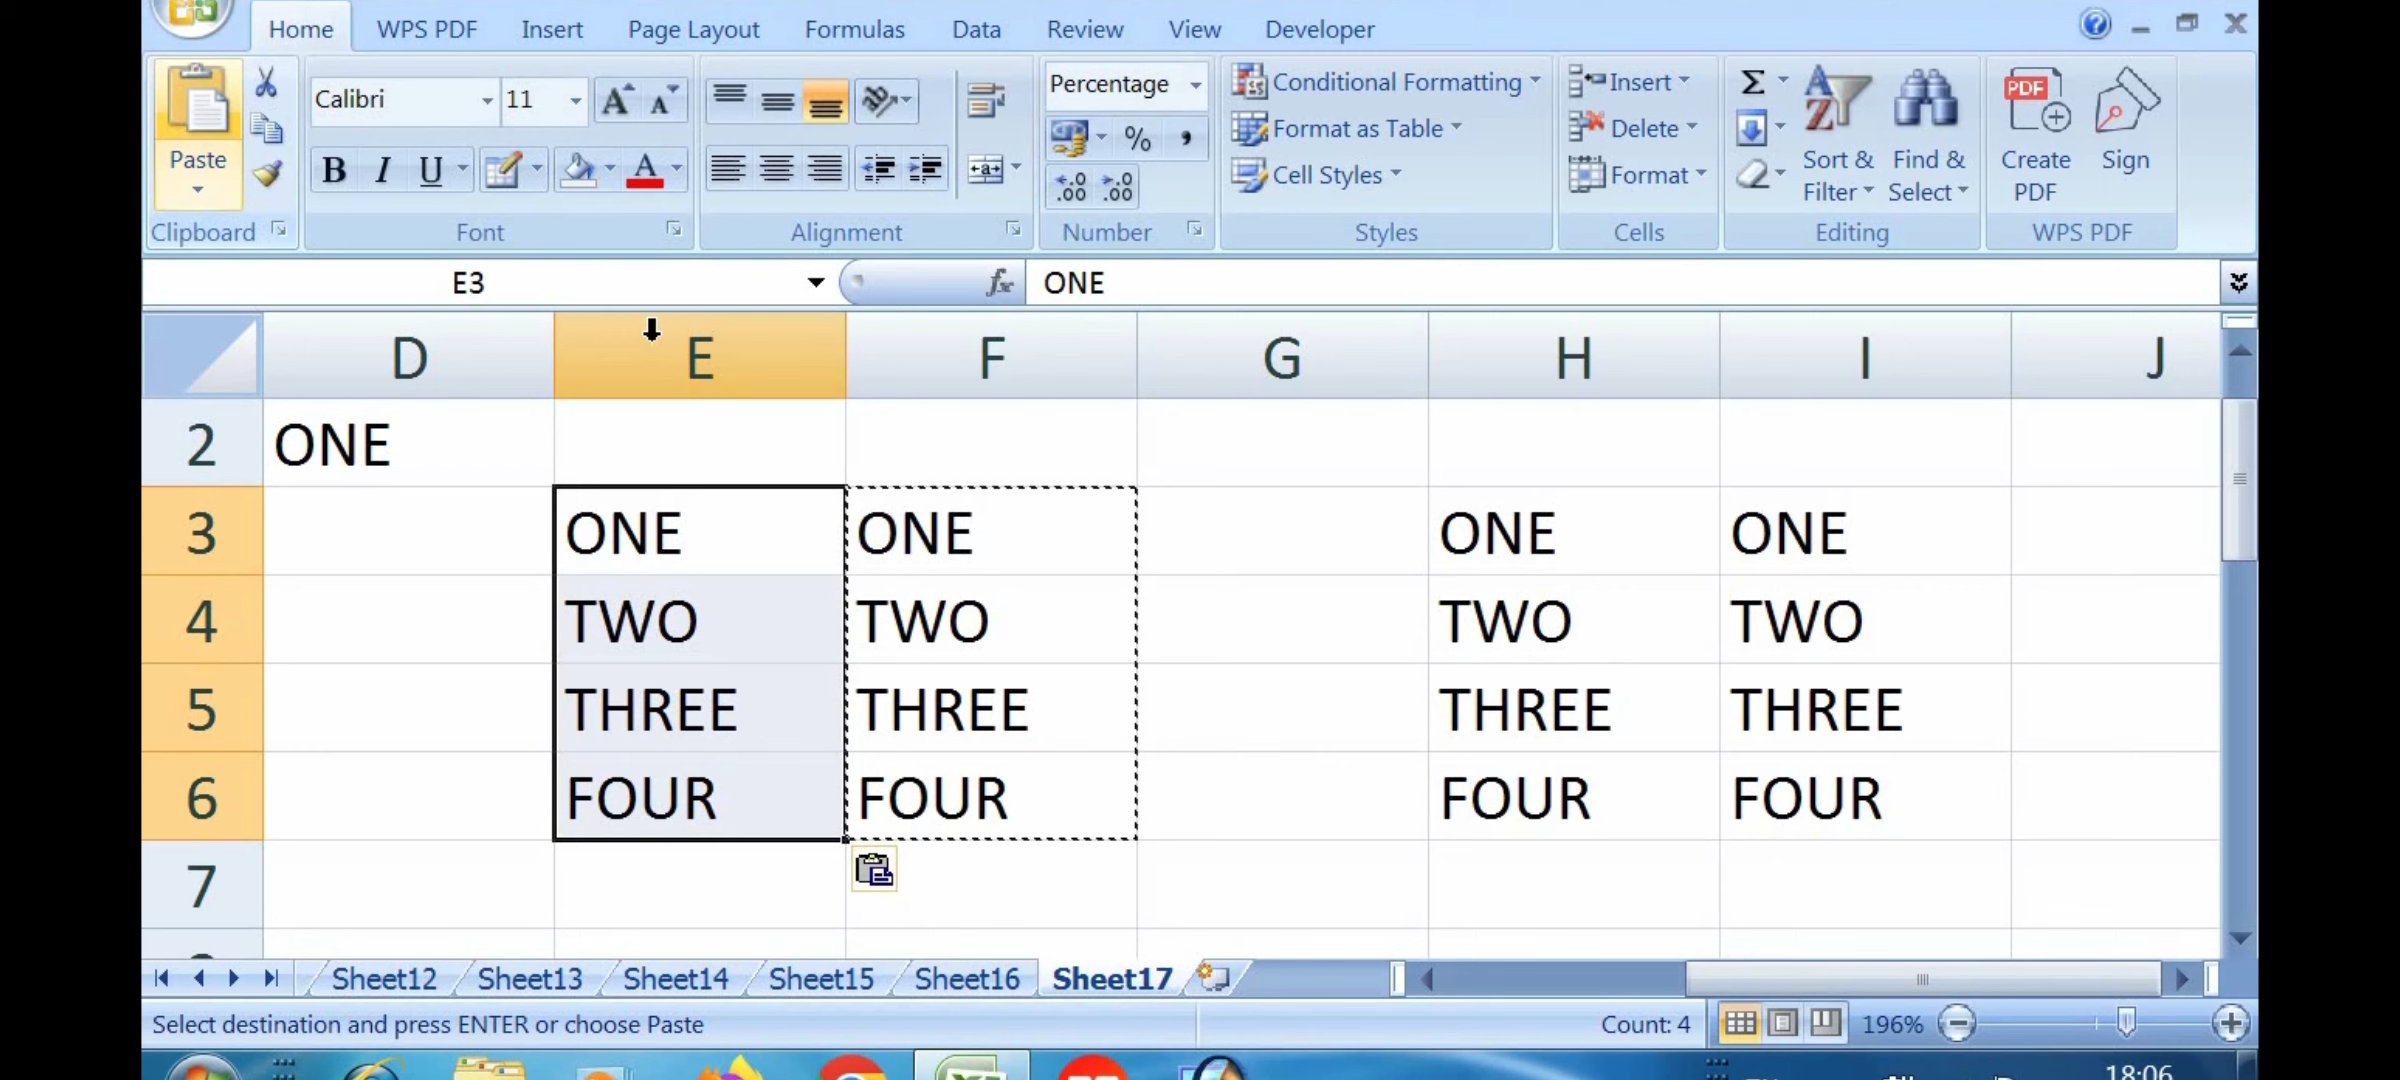 Home WPS PDF Insert Page Layout Formulas Data Review View Developer
Calibri 11 Percentage Conditional Formatting Insert Σ
Format as Table Delete
Paste B I U A % , Cell Styles Format Sort & Filter Find & Select Create PDF Sign
Clipboard Font Alignment Number Styles Cells Editing WPS PDF
E3 fx ONE
D E F G H I J
2 ONE
3 ONE ONE ONE ONE
4 TWO TWO TWO TWO
5 THREE THREE THREE THREE
6 FOUR FOUR FOUR FOUR
7
Sheet12 Sheet13 Sheet14 Sheet15 Sheet16 Sheet17
Select destination and press ENTER or choose Paste Count: 4 196%
18:06